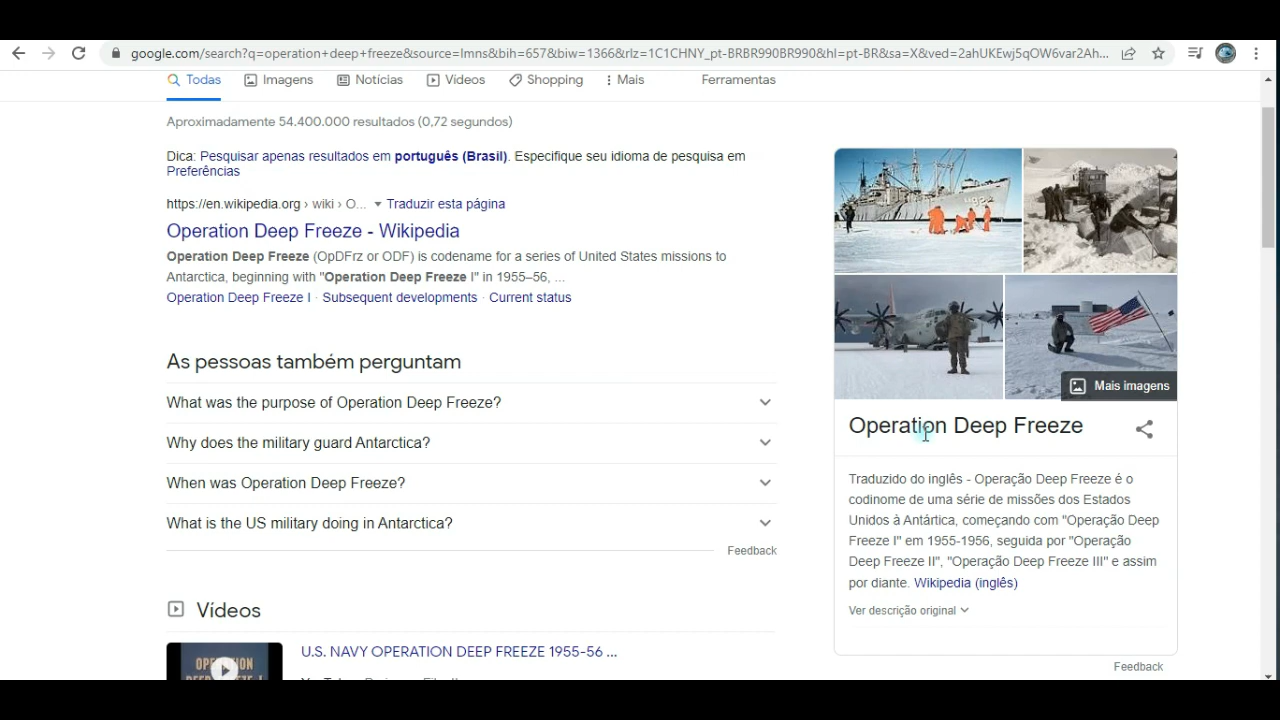 google.com/search?q=operation+deep+freeze&source=lmns&bih=657&biw=1366&rlz=1C1CHNY_pt-BRBR990BR990&hl=pt-BR&sa=X&ved=2ahUKEwj5qOW6var2Ah...
Todas Imagens Notícias Vídeos Shopping Mais Ferramentas
Aproximadamente 54.400.000 resultados (0,72 segundos)
Dica: Pesquisar apenas resultados em português (Brasil). Especifique seu idioma de pesquisa em
Preferências
https://en.wikipedia.org › wiki › O... Traduzir esta página
Operation Deep Freeze - Wikipedia
Operation Deep Freeze (OpDFrz or ODF) is codename for a series of United States missions to
Antarctica, beginning with "Operation Deep Freeze I" in 1955–56, ...
Operation Deep Freeze I · Subsequent developments · Current status
As pessoas também perguntam
What was the purpose of Operation Deep Freeze?
Why does the military guard Antarctica?
When was Operation Deep Freeze?
What is the US military doing in Antarctica?
Feedback
Vídeos
U.S. NAVY OPERATION DEEP FREEZE 1955-56 ...
Mais imagens
Operation Deep Freeze
Traduzido do inglês - Operação Deep Freeze é o
codinome de uma série de missões dos Estados
Unidos à Antártica, começando com "Operação Deep
Freeze I" em 1955-1956, seguida por "Operação
Deep Freeze II", "Operação Deep Freeze III" e assim
por diante. Wikipedia (inglês)
Ver descrição original
Feedback